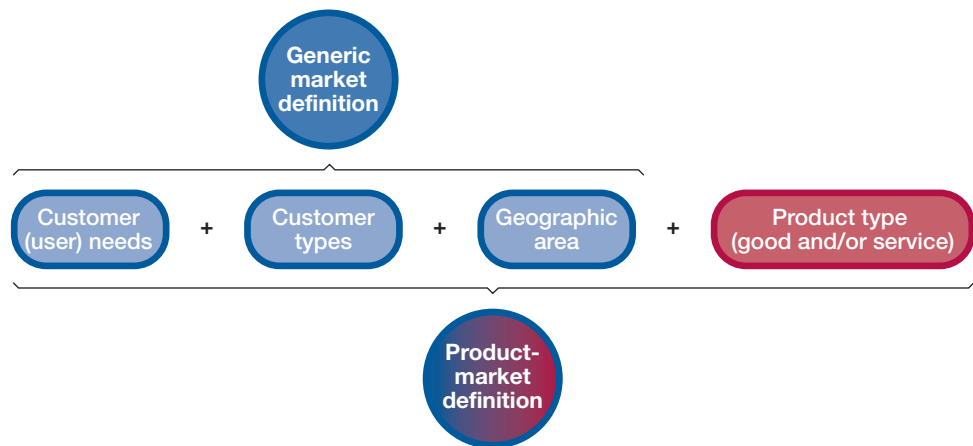 Generic
market
definition
Customer
(user) needs
+
Customer
types
+
Geographic
area
+
Product type
(good and/or service)
Product-
market
definition